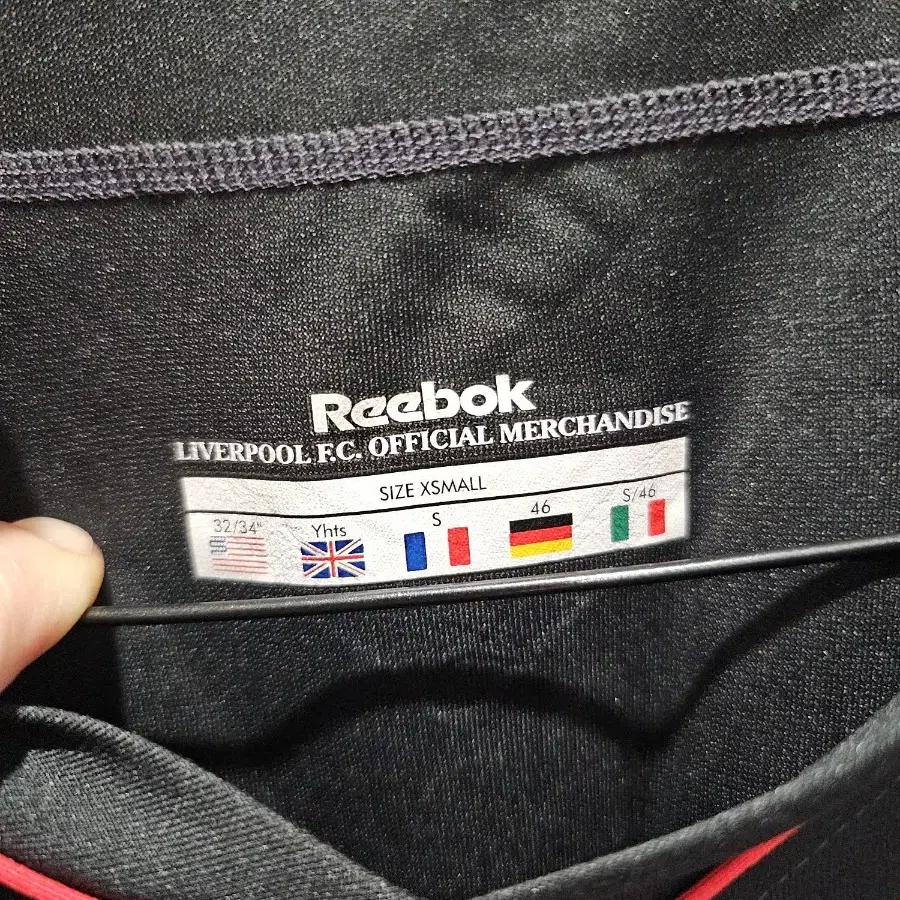 Reebok
LIVERPOOL F.C. OFFICIAL MERCHANDISE
SIZE XSMALL
32/34" Yhts S 46 S/46